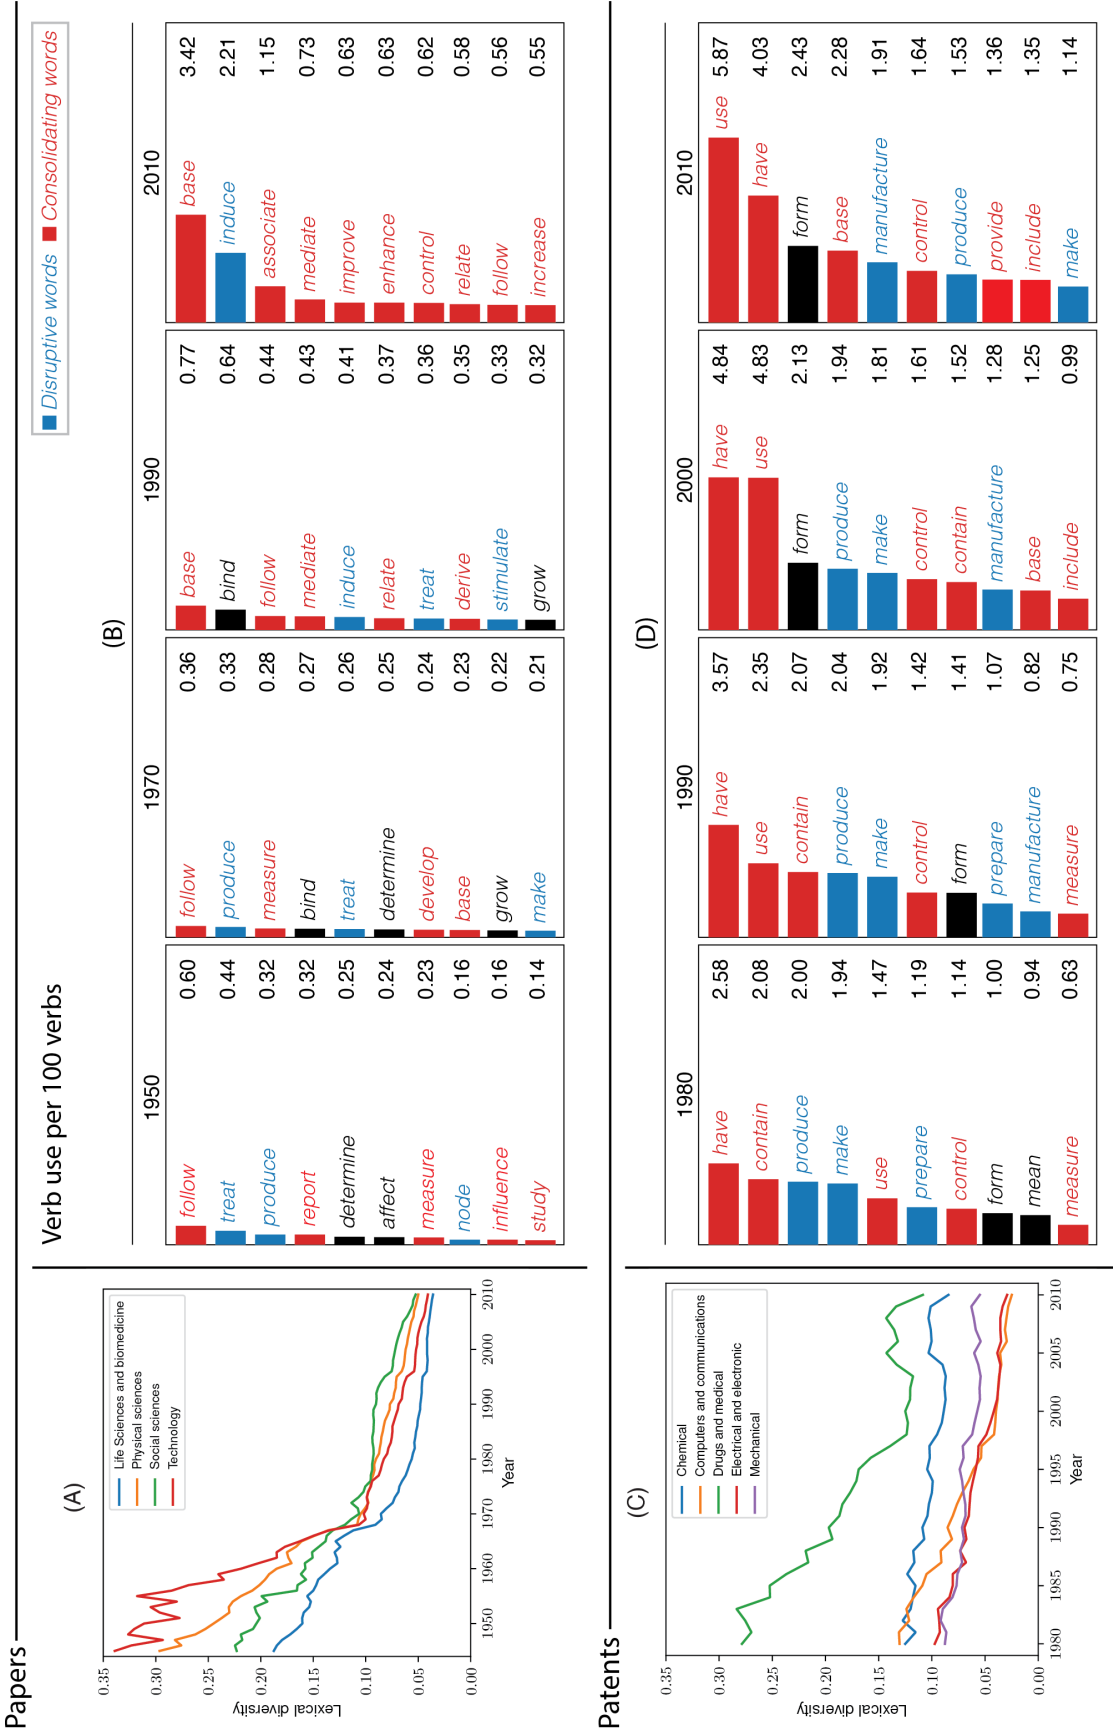 Papers
Verb use per 100 verbs
Disruptive words Consolidating words
(A)
0.35
0.30
0.25
0.20
0.15
0.10
0.05
0.00
Lexical diversity
Life Sciences and biomedicine
Physical sciences
Social sciences
Technology
1950 1960 1970 1980 1990 2000 2010
Year
(B)
1950
follow 0.60
treat 0.44
produce 0.32
report 0.32
determine 0.25
affect 0.24
measure 0.23
node 0.16
influence 0.16
study 0.14
1970
follow 0.36
produce 0.33
measure 0.28
bind 0.27
treat 0.26
determine 0.25
develop 0.24
base 0.23
grow 0.22
make 0.21
1990
base 0.77
bind 0.64
follow 0.44
mediate 0.43
induce 0.41
relate 0.37
treat 0.36
derive 0.35
stimulate 0.33
grow 0.32
2010
base 3.42
induce 2.21
associate 1.15
mediate 0.73
improve 0.63
enhance 0.63
control 0.62
relate 0.58
follow 0.56
increase 0.55
Patents
(C)
0.35
0.30
0.25
0.20
0.15
0.10
0.05
0.00
Lexical diversity
Chemical
Computers and communications
Drugs and medical
Electrical and electronic
Mechanical
1980 1985 1990 1995 2000 2005 2010
Year
(D)
1980
have 2.58
contain 2.08
produce 2.00
make 1.94
use 1.47
prepare 1.19
control 1.14
form 1.00
mean 0.94
measure 0.63
1990
have 3.57
use 2.35
contain 2.07
produce 2.04
make 1.92
control 1.42
form 1.41
prepare 1.07
manufacture 0.82
measure 0.75
2000
have 4.84
use 4.83
form 2.13
produce 1.94
make 1.81
control 1.61
contain 1.52
manufacture 1.28
base 1.25
include 0.99
2010
use 5.87
have 4.03
form 2.43
base 2.28
manufacture 1.91
control 1.64
produce 1.53
provide 1.36
include 1.35
make 1.14